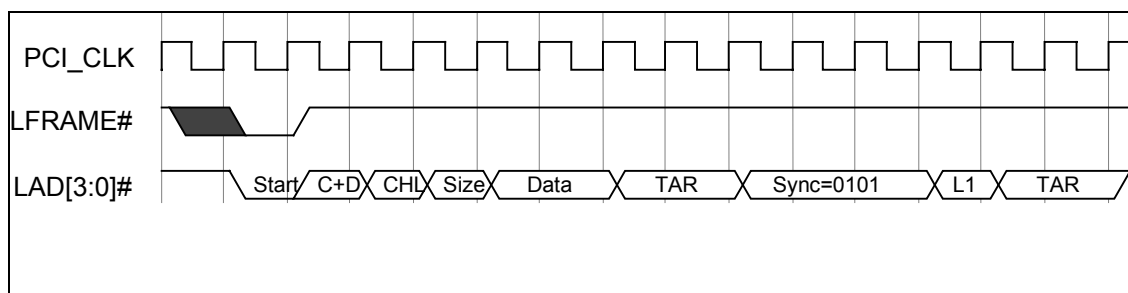 PCI_CLK
LFRAME#
LAD[3:0]# Start C+D CHL Size Data TAR Sync=0101 L1 TAR